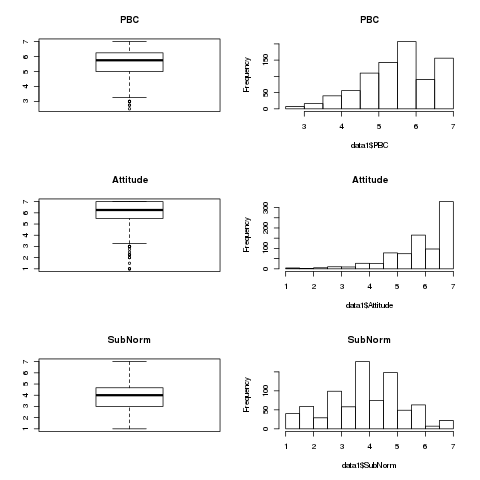 PBC
PBC
3 4 5 6 7
Frequency
0 50 150
3 4 5 6 7
data1$PBC
Attitude
Attitude
1 2 3 4 5 6 7
Frequency
0 100 200 300
1 2 3 4 5 6 7
data1$Attitude
SubNorm
SubNorm
1 2 3 4 5 6 7
Frequency
0 50 150
1 2 3 4 5 6 7
data1$SubNorm